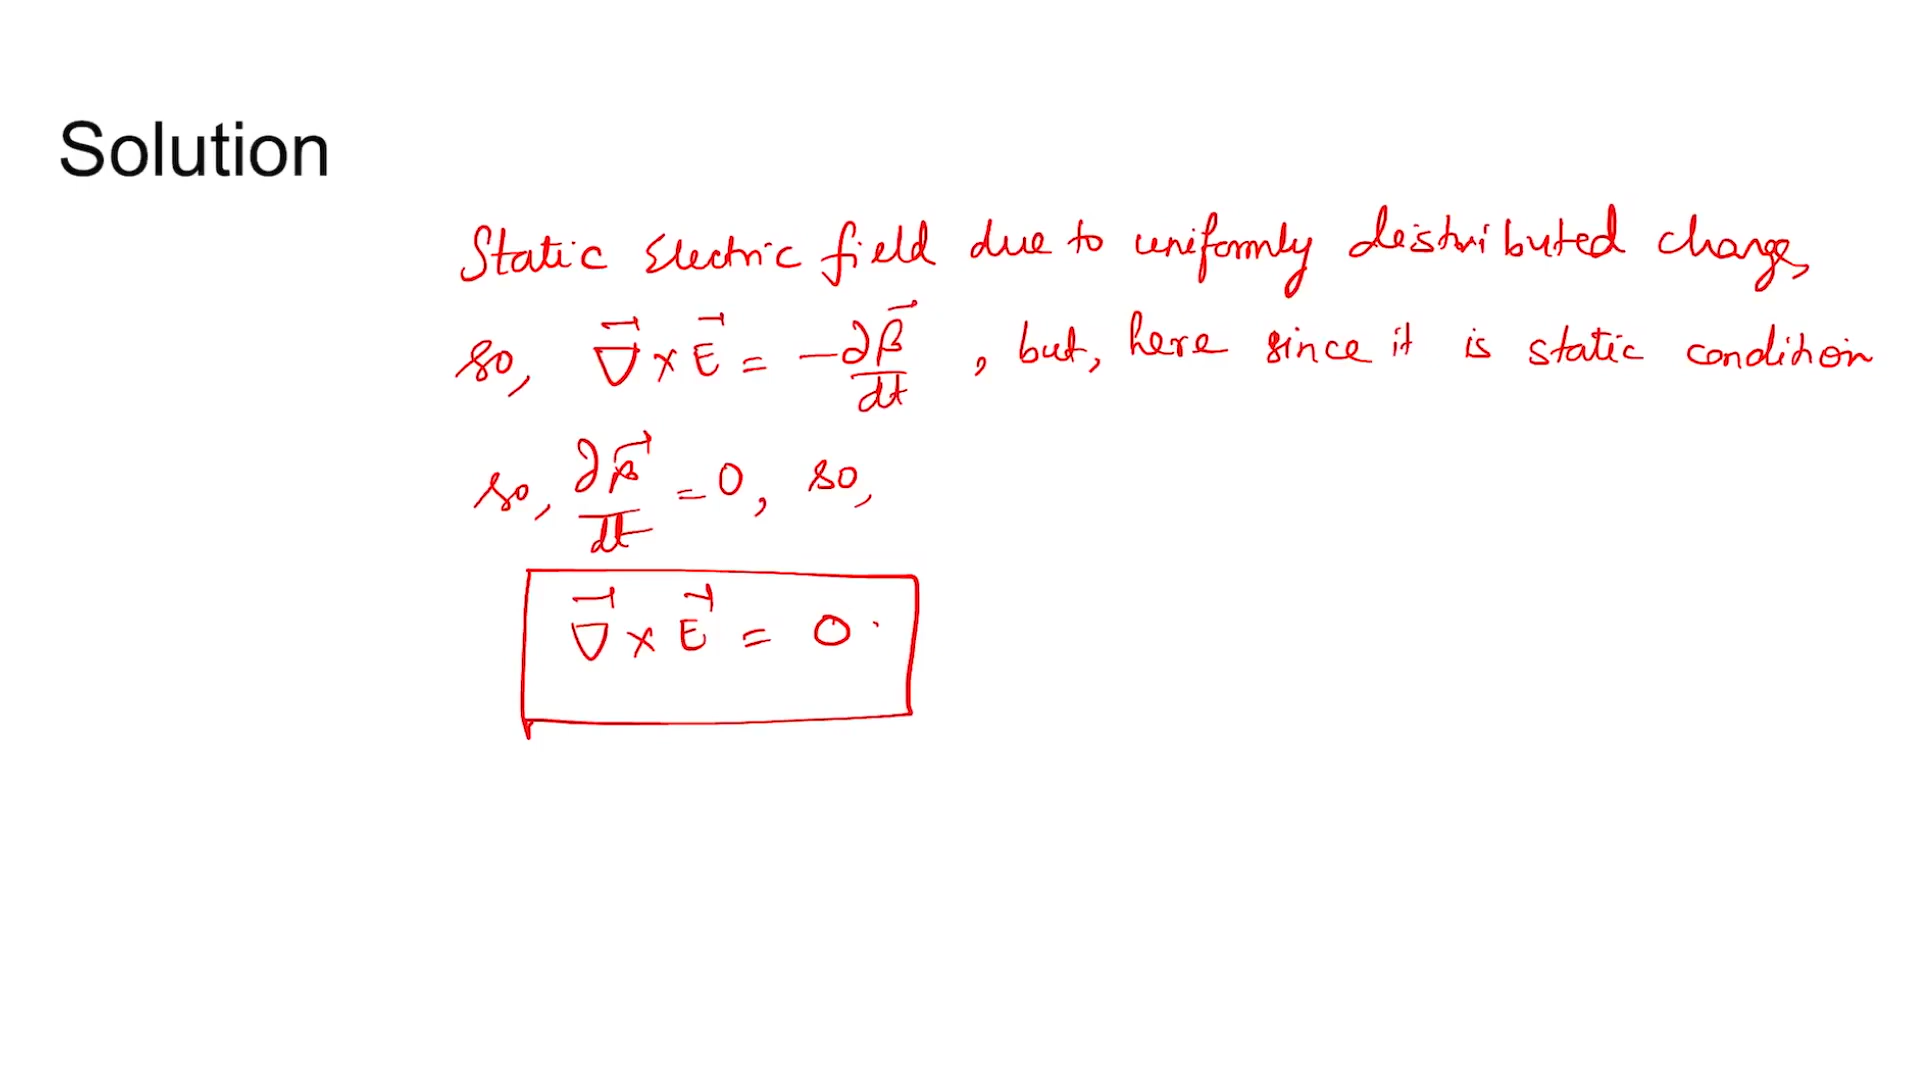 Solution
Static Electric field due to uniformly distributed charge,
so, ∇⃗ × E⃗ = -∂B⃗/dt , but, here since it is static condition
so, ∂B⃗/dt = 0, so,
∇⃗ × E⃗ = 0.